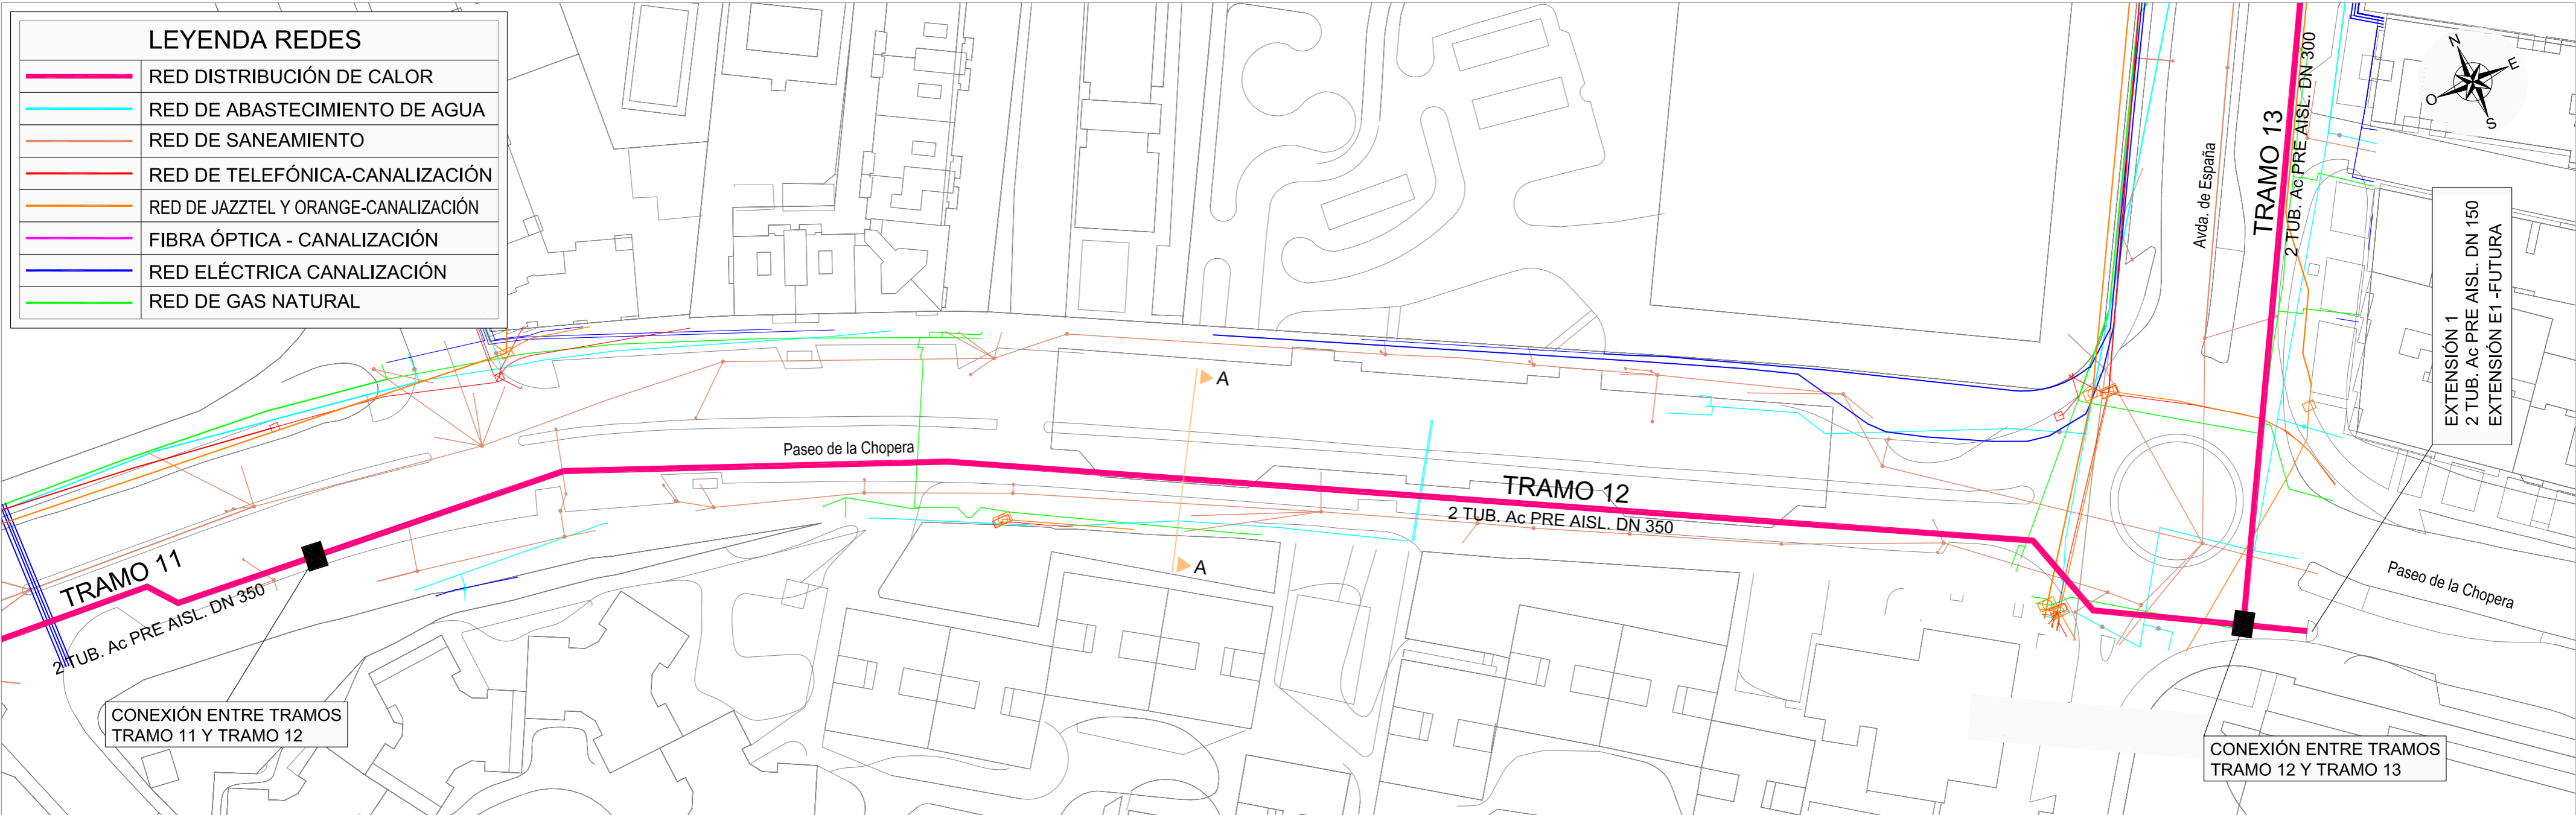 LEYENDA REDES
RED DISTRIBUCIÓN DE CALOR
RED DE ABASTECIMIENTO DE AGUA
RED DE SANEAMIENTO
RED DE TELEFÓNICA-CANALIZACIÓN
RED DE JAZZTEL Y ORANGE-CANALIZACIÓN
FIBRA ÓPTICA - CANALIZACIÓN
RED ELÉCTRICA CANALIZACIÓN
RED DE GAS NATURAL
N
E
O
S
Avda. de España
TRAMO 13
2 TUB. Ac PRE AISL. DN 300
EXTENSIÓN 1
2 TUB. Ac PRE AISL. DN 150
EXTENSIÓN E1 -FUTURA
A
Paseo de la Chopera
TRAMO 12
2 TUB. Ac PRE AISL. DN 350
A
TRAMO 11
2 TUB. Ac PRE AISL. DN 350
Paseo de la Chopera
CONEXIÓN ENTRE TRAMOS
TRAMO 11 Y TRAMO 12
CONEXIÓN ENTRE TRAMOS
TRAMO 12 Y TRAMO 13